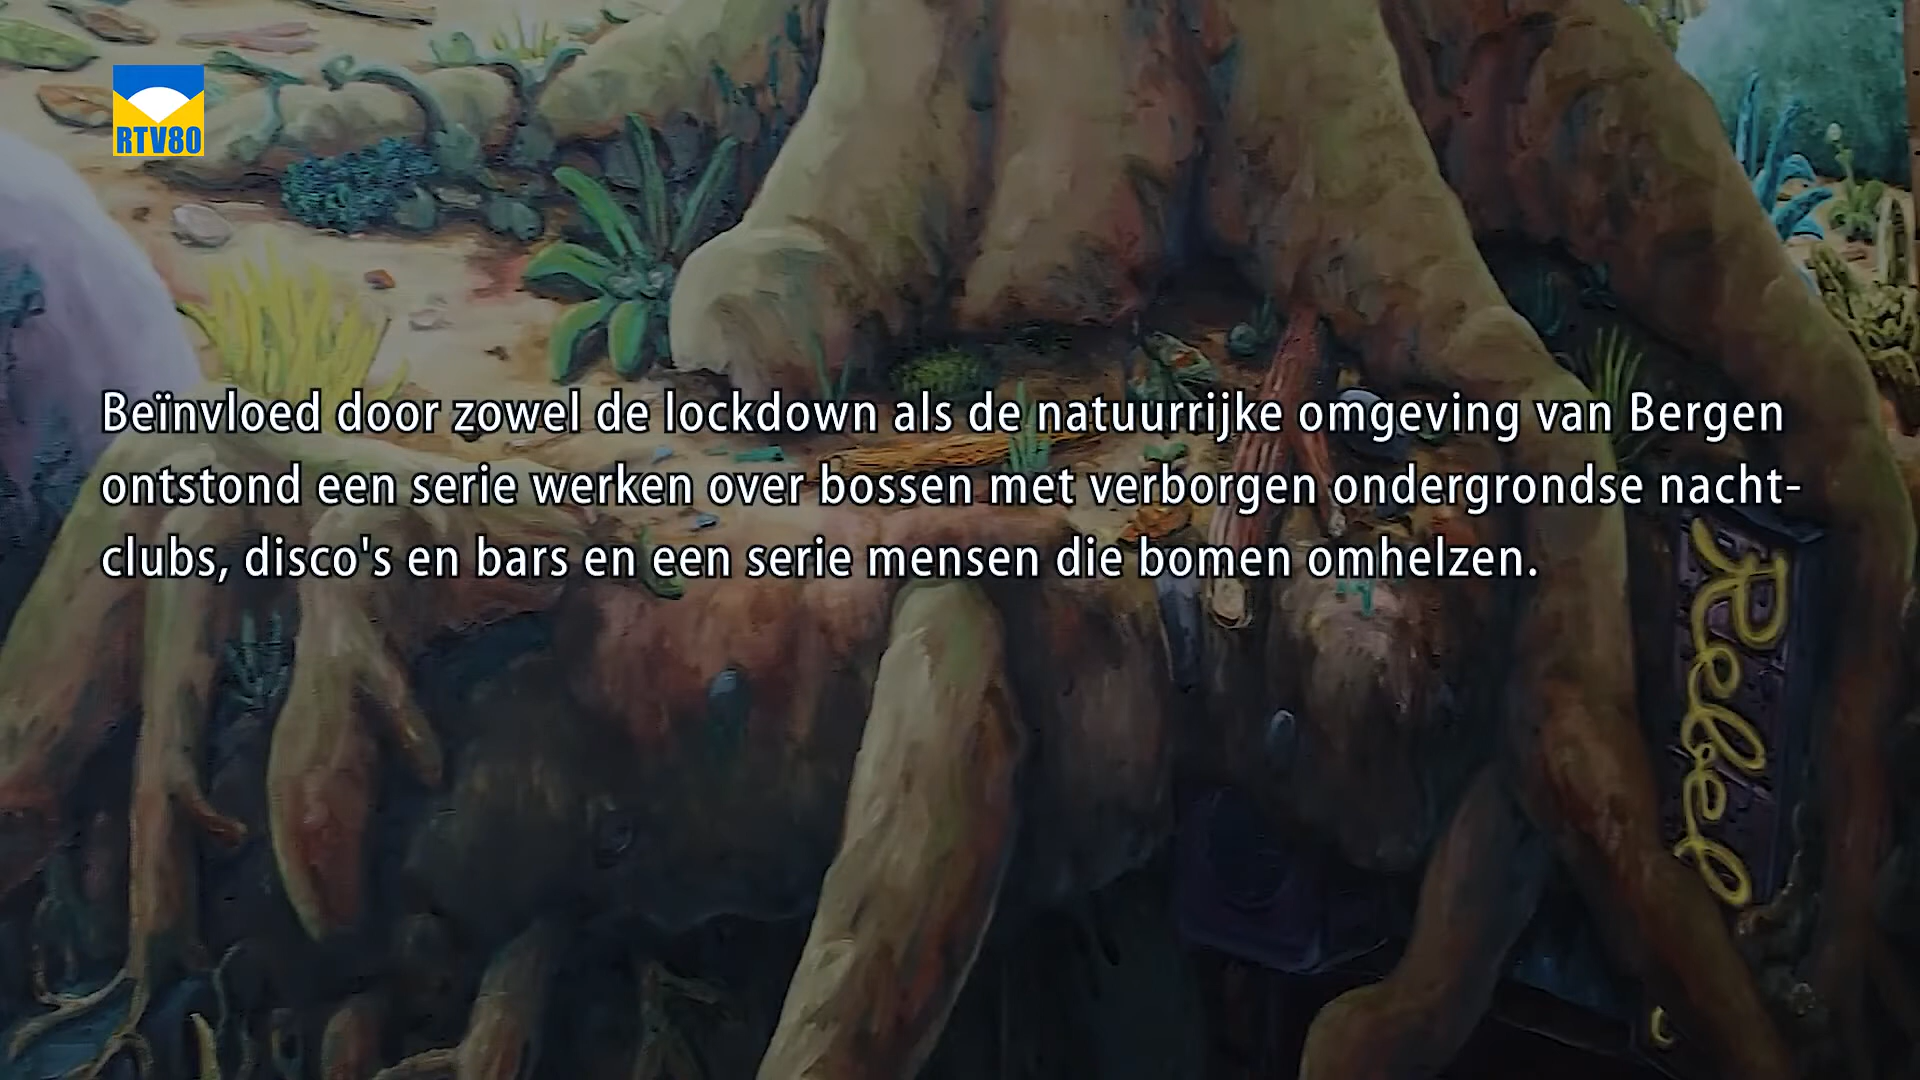 RTV80
Beïnvloed door zowel de lockdown als de natuurrijke omgeving van Bergen
ontstond een serie werken over bossen met verborgen ondergrondse nacht-
clubs, disco's en bars en een serie mensen die bomen omhelzen.
Rebel